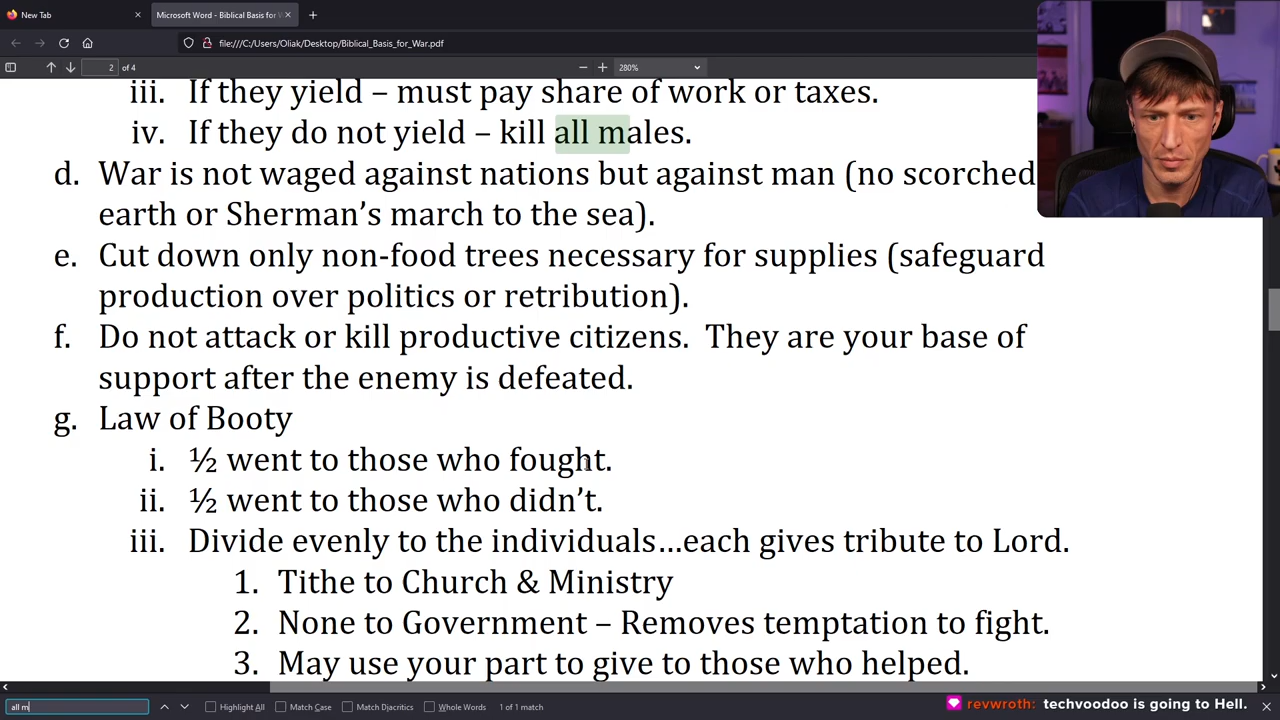 New Tab
Microsoft Word - Biblical Basis for W
file:///C:/Users/Oliak/Desktop/Biblical_Basis_for_War.pdf
2 of 4
280%
iii. If they yield – must pay share of work or taxes.
iv. If they do not yield – kill all males.
d. War is not waged against nations but against man (no scorched
earth or Sherman's march to the sea).
e. Cut down only non-food trees necessary for supplies (safeguard
production over politics or retribution).
f. Do not attack or kill productive citizens. They are your base of
support after the enemy is defeated.
g. Law of Booty
i. ½ went to those who fought.
ii. ½ went to those who didn't.
iii. Divide evenly to the individuals…each gives tribute to Lord.
1. Tithe to Church & Ministry
2. None to Government – Removes temptation to fight.
3. May use your part to give to those who helped.
all m
Highlight All
Match Case
Match Diacritics
Whole Words
1 of 1 match
revwroth: techvoodoo is going to Hell.